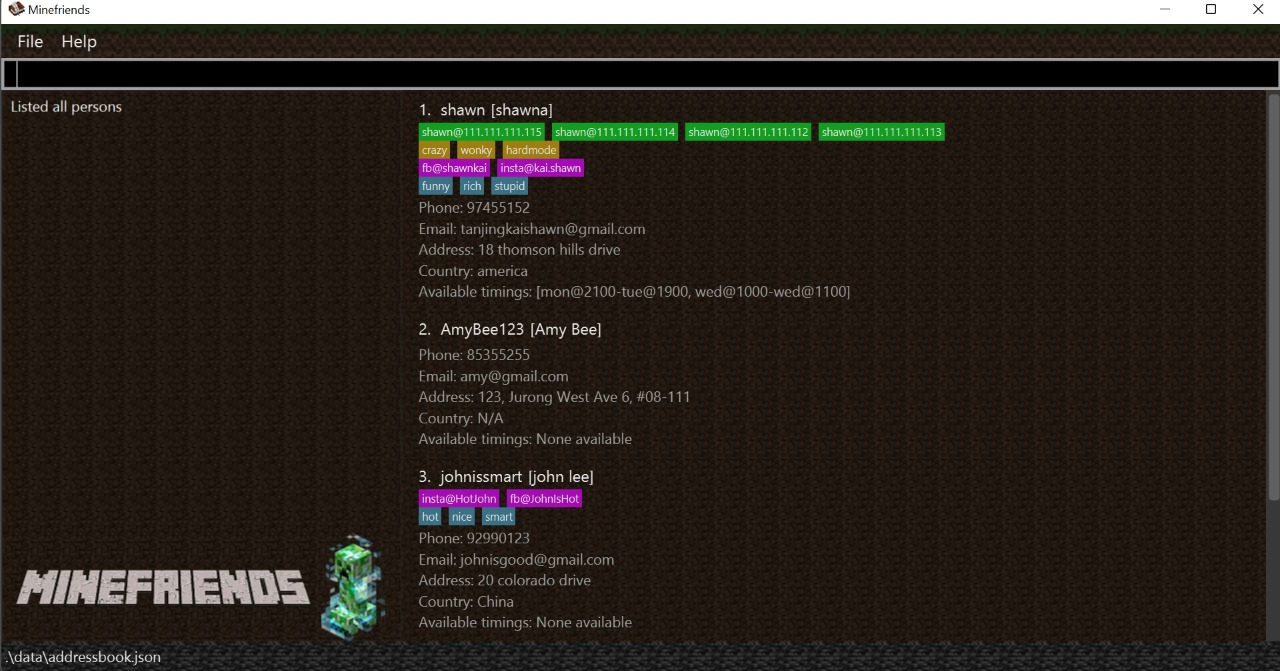 Minefriends
File Help
Listed all persons
1. shawn [shawna]
shawn@111.111.111.115 shawn@111.111.111.114 shawn@111.111.111.112 shawn@111.111.111.113
crazy wonky hardmode
fb@shawnkai insta@kai.shawn
funny rich stupid
Phone: 97455152
Email: tanjingkaishawn@gmail.com
Address: 18 thomson hills drive
Country: america
Available timings: [mon@2100-tue@1900, wed@1000-wed@1100]
2. AmyBee123 [Amy Bee]
Phone: 85355255
Email: amy@gmail.com
Address: 123, Jurong West Ave 6, #08-111
Country: N/A
Available timings: None available
3. johnissmart [john lee]
insta@HotJohn fb@JohnIsHot
hot nice smart
Phone: 92990123
Email: johnisgood@gmail.com
Address: 20 colorado drive
Country: China
Available timings: None available
MINEFRIENDS
.\data\addressbook.json